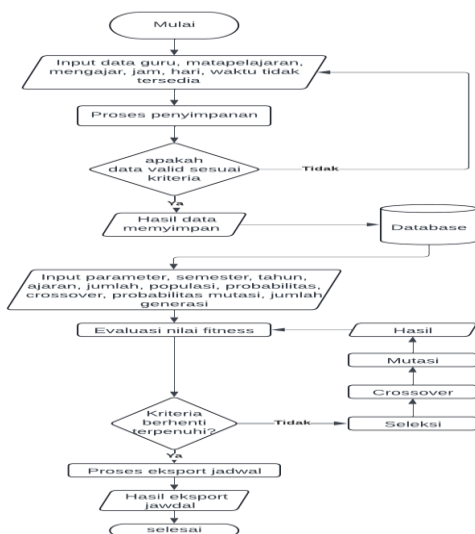 Mulai
Input data guru, matapelajaran,
mengajar, jam, hari, waktu tidak
tersedia
Proses penyimpanan
apakah
data valid sesuai
kriteria
Tidak
Ya
Hasil data
memyimpan
Database
Input parameter, semester, tahun,
ajaran, jumlah, populasi, probabilitas,
crossover, probabilitas mutasi, jumlah
generasi
Evaluasi nilai fitness
Hasil
Mutasi
Crossover
Seleksi
Kriteria
berhenti
terpenuhi?
Tidak
Ya
Proses eksport jadwal
Hasil eksport
jawdal
selesai